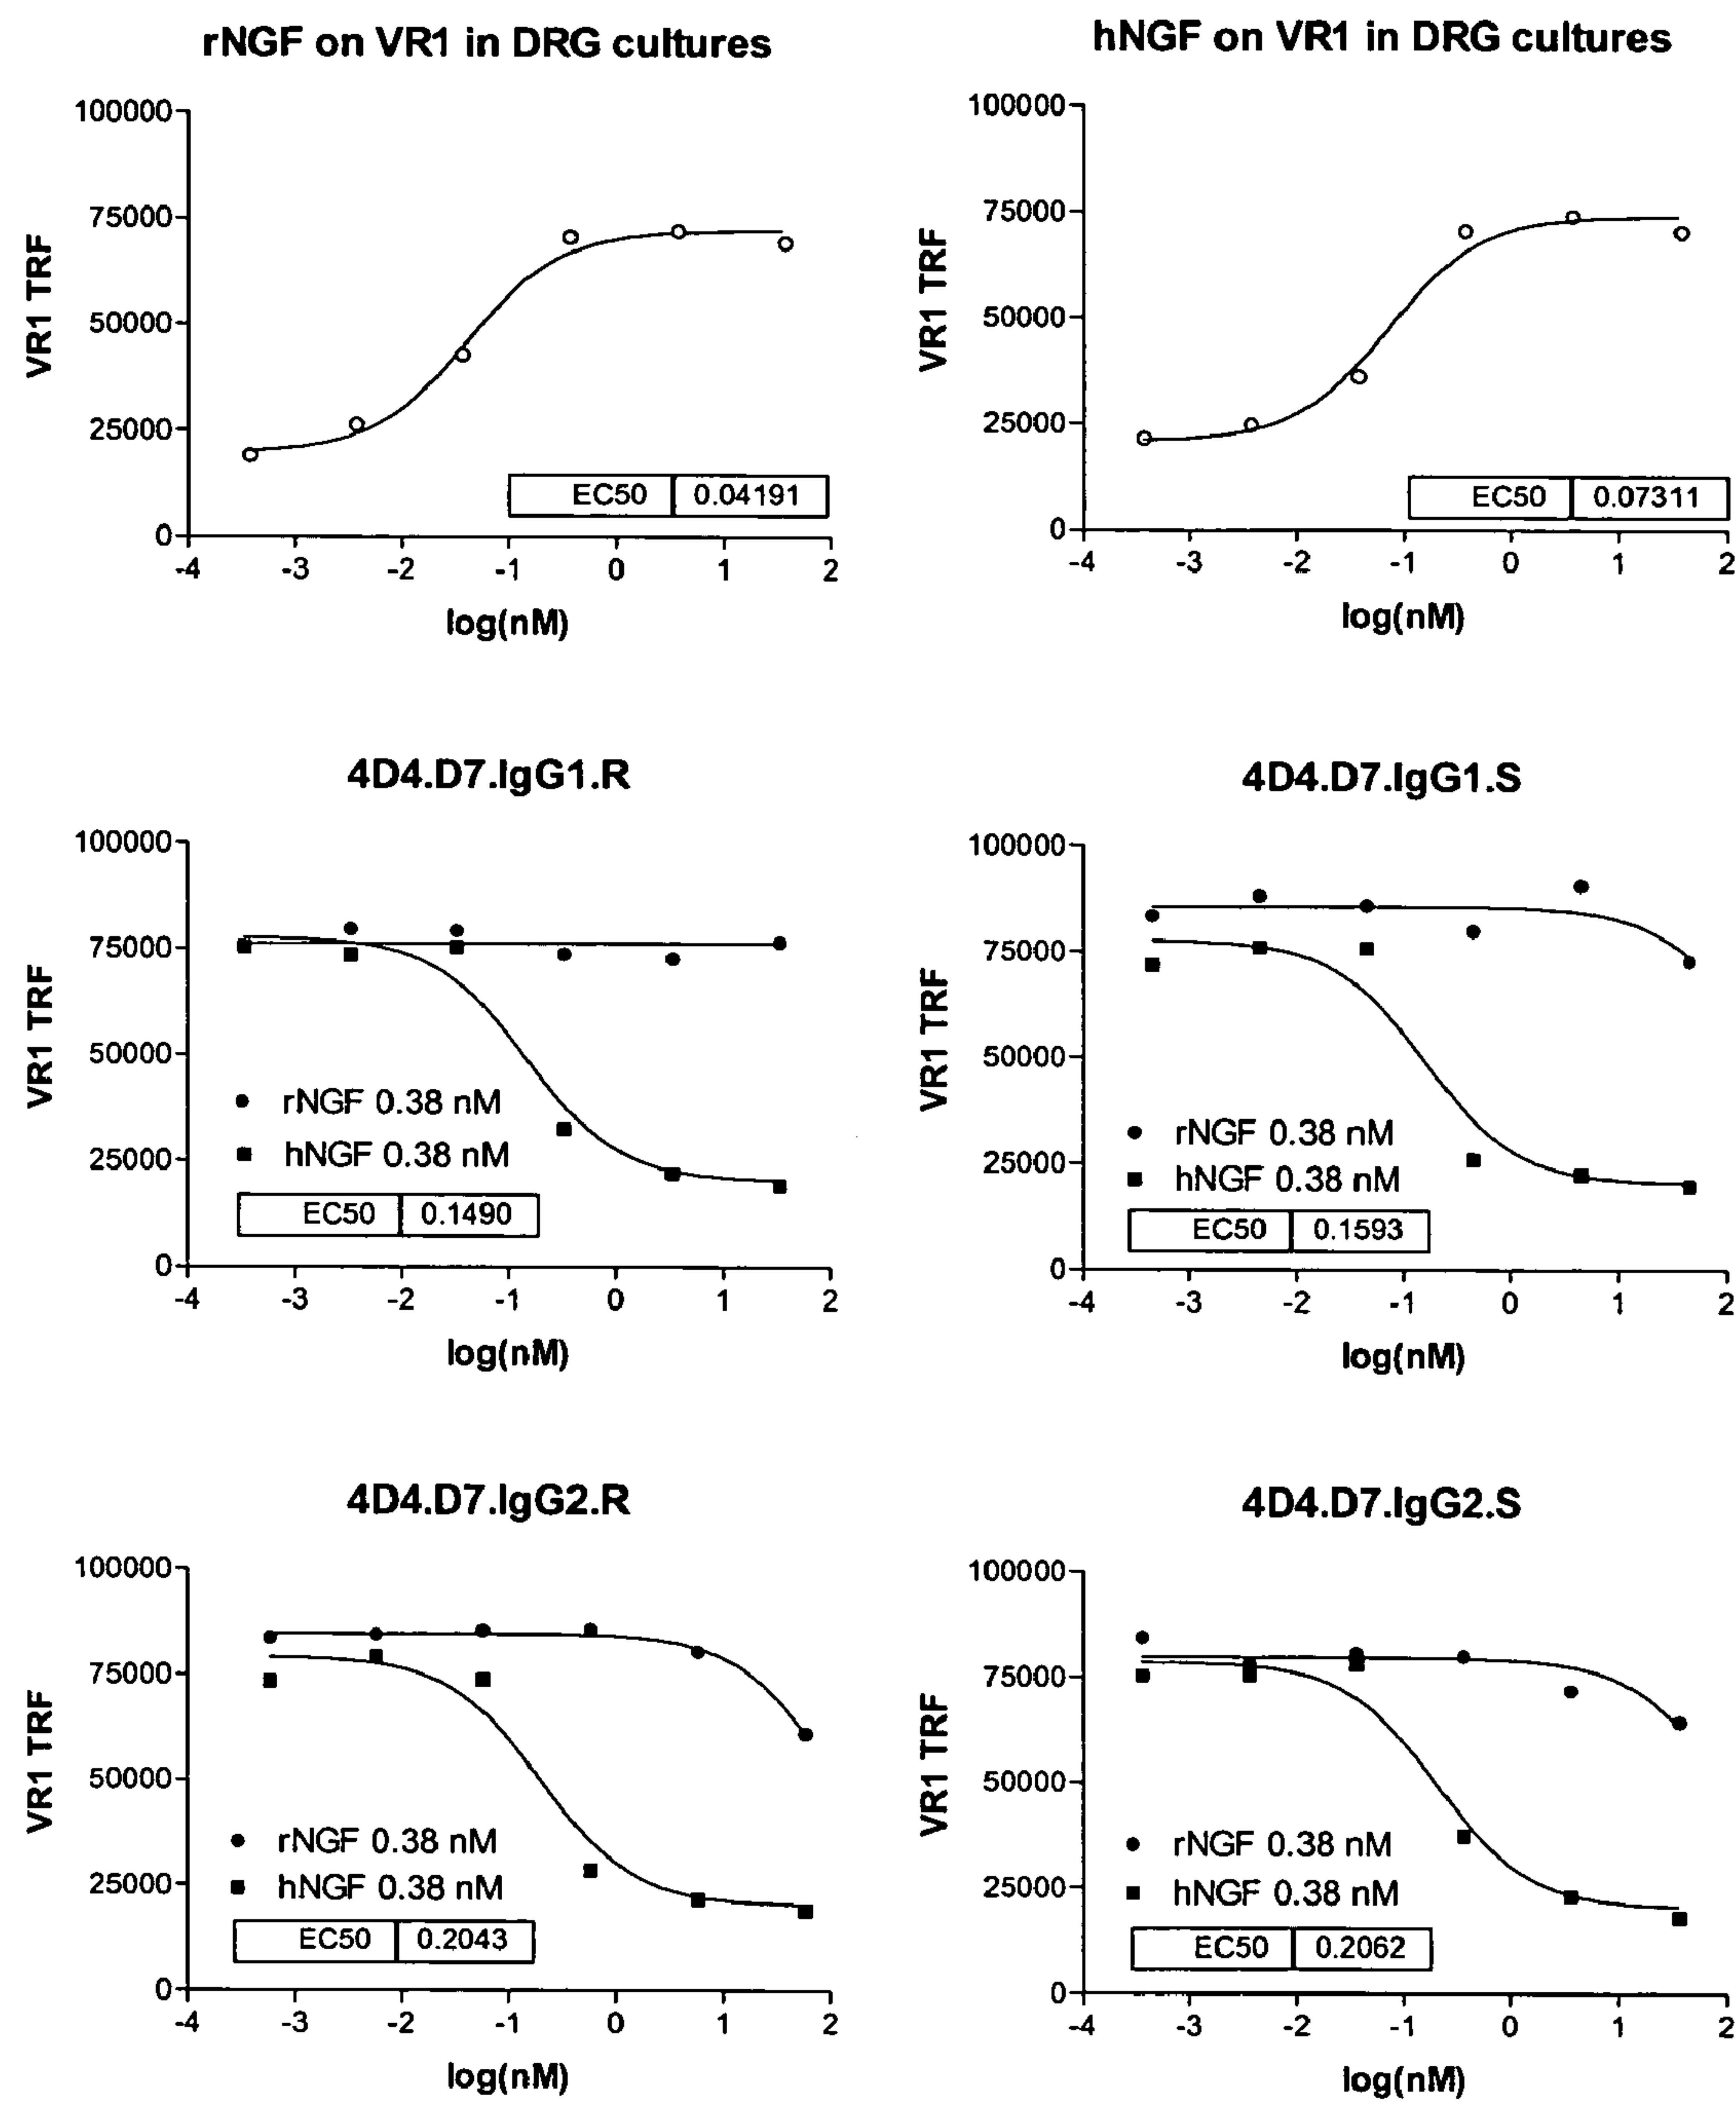 rNGF on VR1 in DRG cultures
100000
75000
50000
25000
0
VR1 TRF
EC50 0.04191
-4 -3 -2 -1 0 1 2
log(nM)
hNGF on VR1 in DRG cultures
100000
75000
50000
25000
0
VR1 TRF
EC50 0.07311
-4 -3 -2 -1 0 1 2
log(nM)
4D4.D7.IgG1.R
100000
75000
50000
25000
0
VR1 TRF
rNGF 0.38 nM
hNGF 0.38 nM
EC50 0.1490
-4 -3 -2 -1 0 1 2
log(nM)
4D4.D7.IgG1.S
100000
75000
50000
25000
0
VR1 TRF
rNGF 0.38 nM
hNGF 0.38 nM
EC50 0.1593
-4 -3 -2 -1 0 1 2
log(nM)
4D4.D7.IgG2.R
100000
75000
50000
25000
0
VR1 TRF
rNGF 0.38 nM
hNGF 0.38 nM
EC50 0.2043
-4 -3 -2 -1 0 1 2
log(nM)
4D4.D7.IgG2.S
100000
75000
50000
25000
0
VR1 TRF
rNGF 0.38 nM
hNGF 0.38 nM
EC50 0.2062
-4 -3 -2 -1 0 1 2
log(nM)